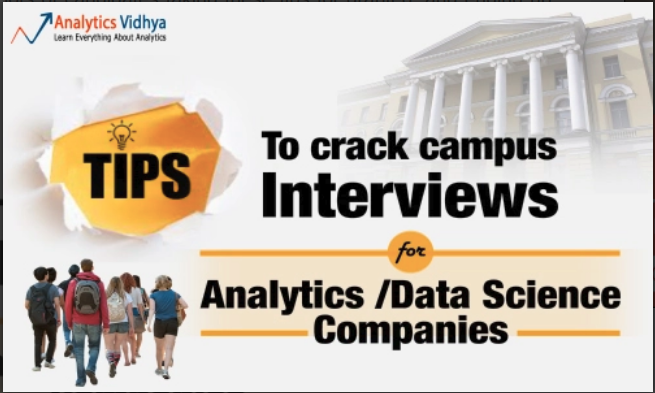 Analytics Vidhya
Learn Everything About Analytics
TIPS
To crack campus
Interviews
for
Analytics /Data Science
Companies